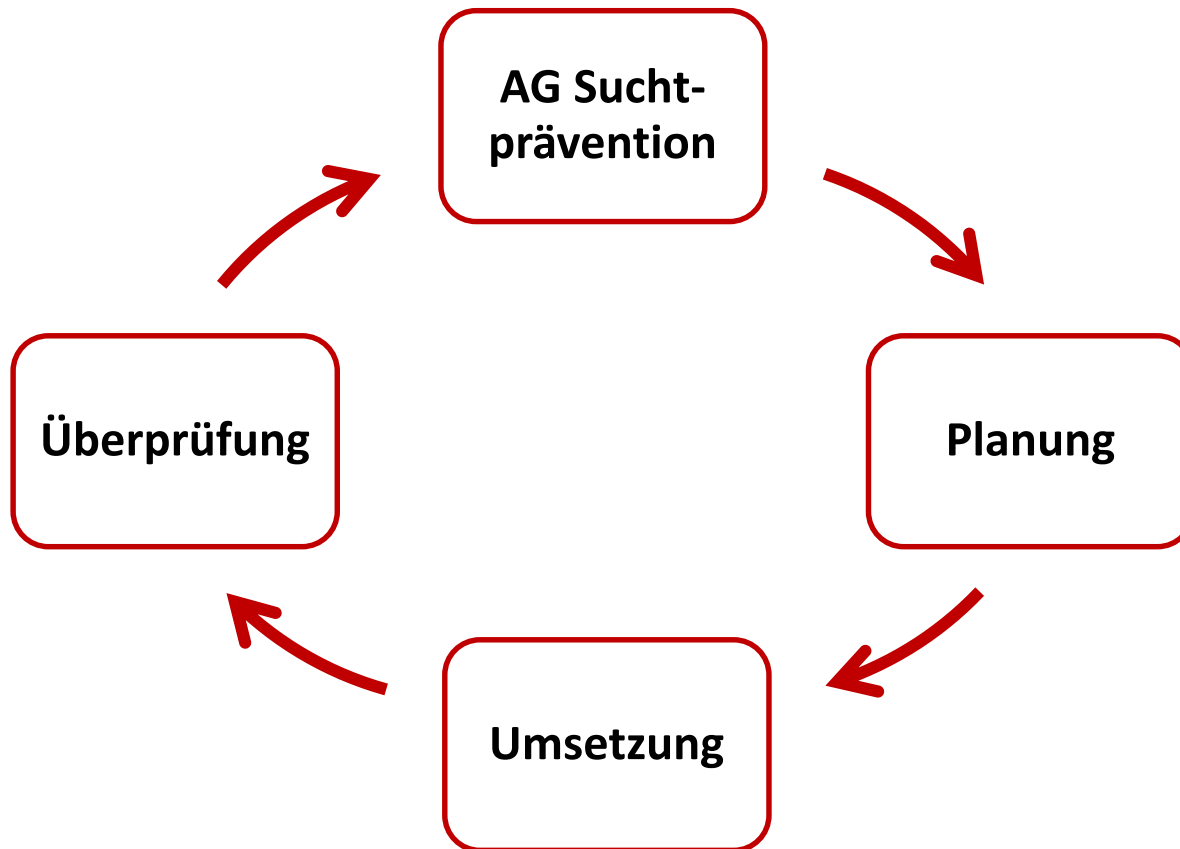 AG Sucht-
prävention
Überprüfung
Planung
Umsetzung